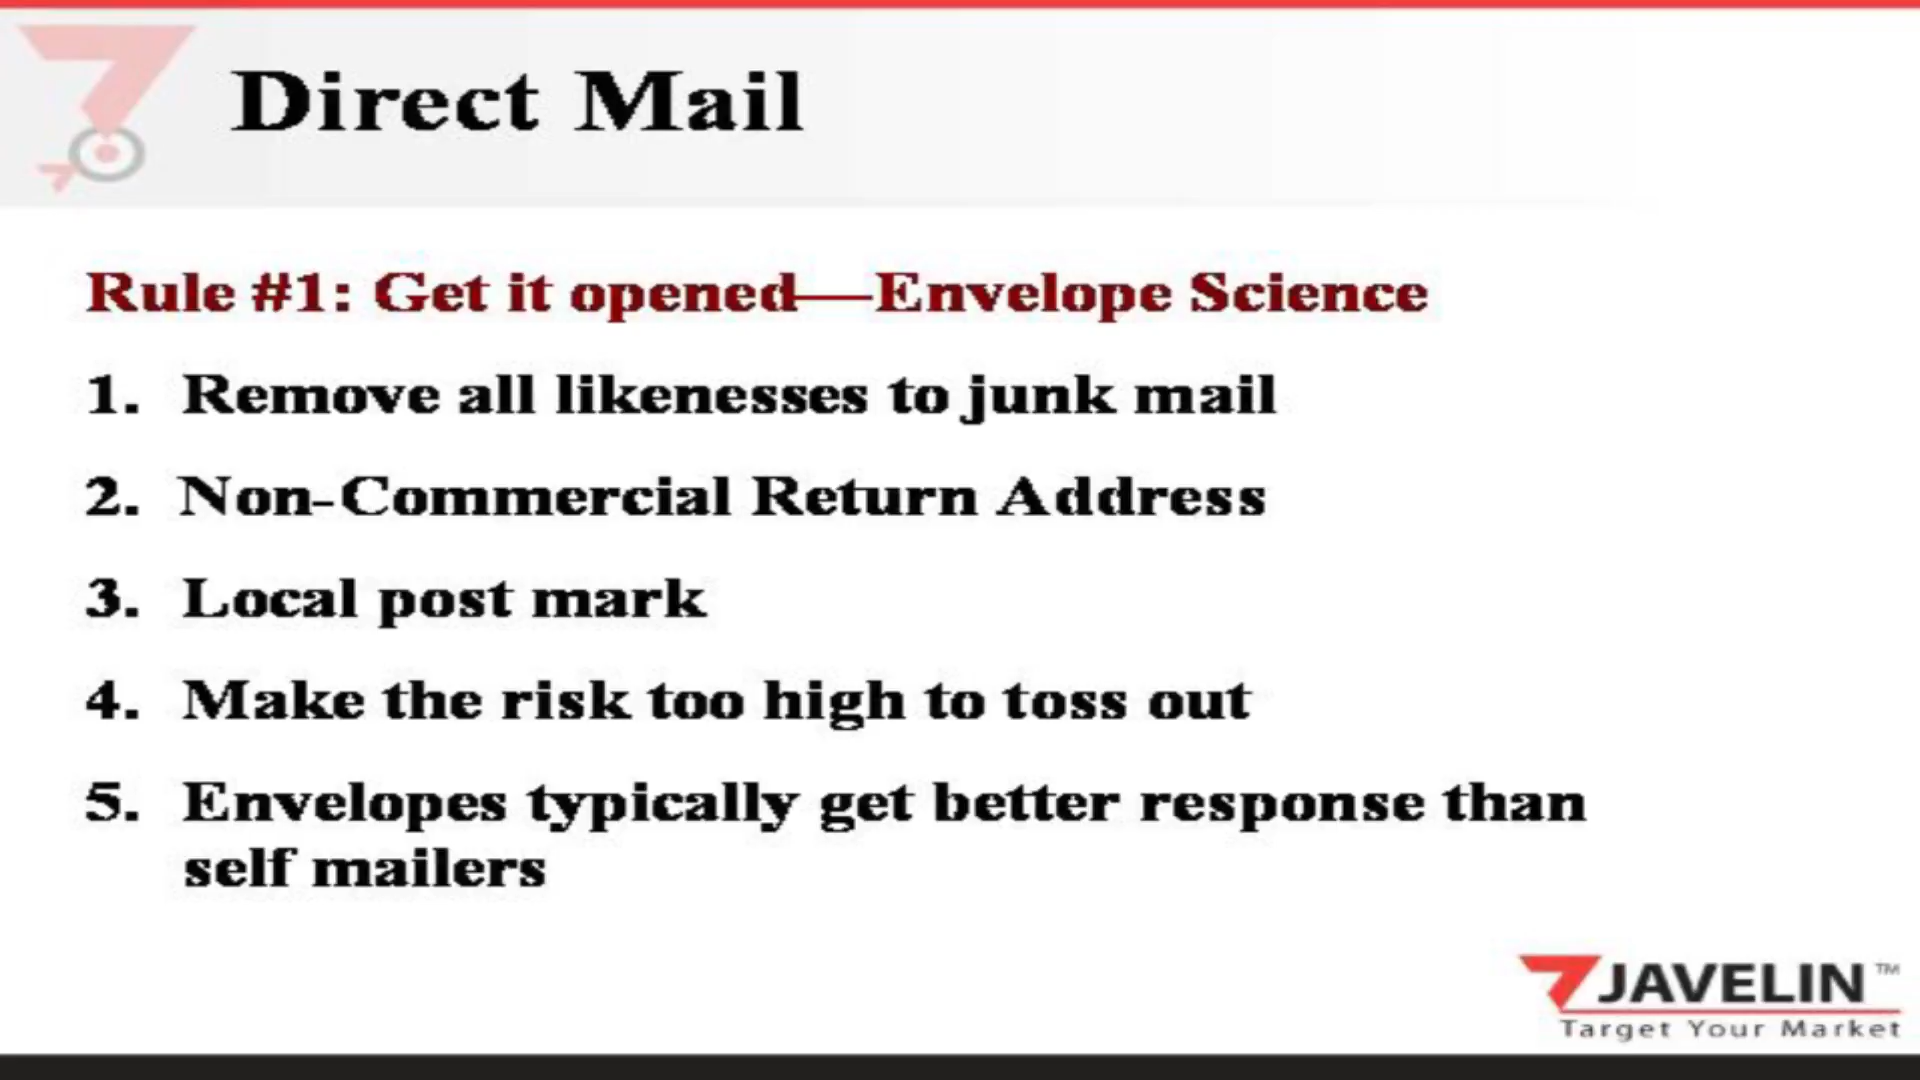 Direct Mail
Rule #1: Get it opened—Envelope Science
1. Remove all likenesses to junk mail
2. Non-Commercial Return Address
3. Local post mark
4. Make the risk too high to toss out
5. Envelopes typically get better response than
self mailers
JAVELIN™
Target Your Market